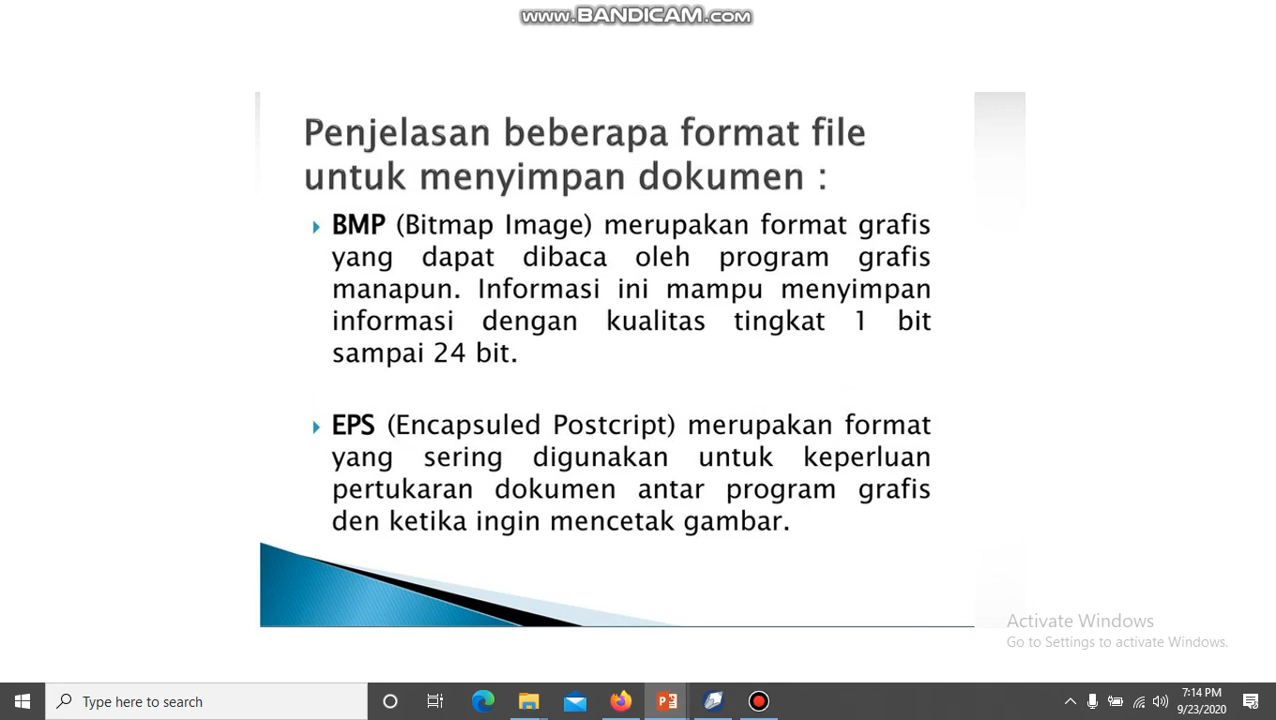 www.BANDICAM.com
Penjelasan beberapa format file
untuk menyimpan dokumen :
BMP (Bitmap Image) merupakan format grafis
yang dapat dibaca oleh program grafis
manapun. Informasi ini mampu menyimpan
informasi dengan kualitas tingkat 1 bit
sampai 24 bit.
EPS (Encapsuled Postcript) merupakan format
yang sering digunakan untuk keperluan
pertukaran dokumen antar program grafis
den ketika ingin mencetak gambar.
Activate Windows
Go to Settings to activate Windows.
Type here to search
7:14 PM
9/23/2020